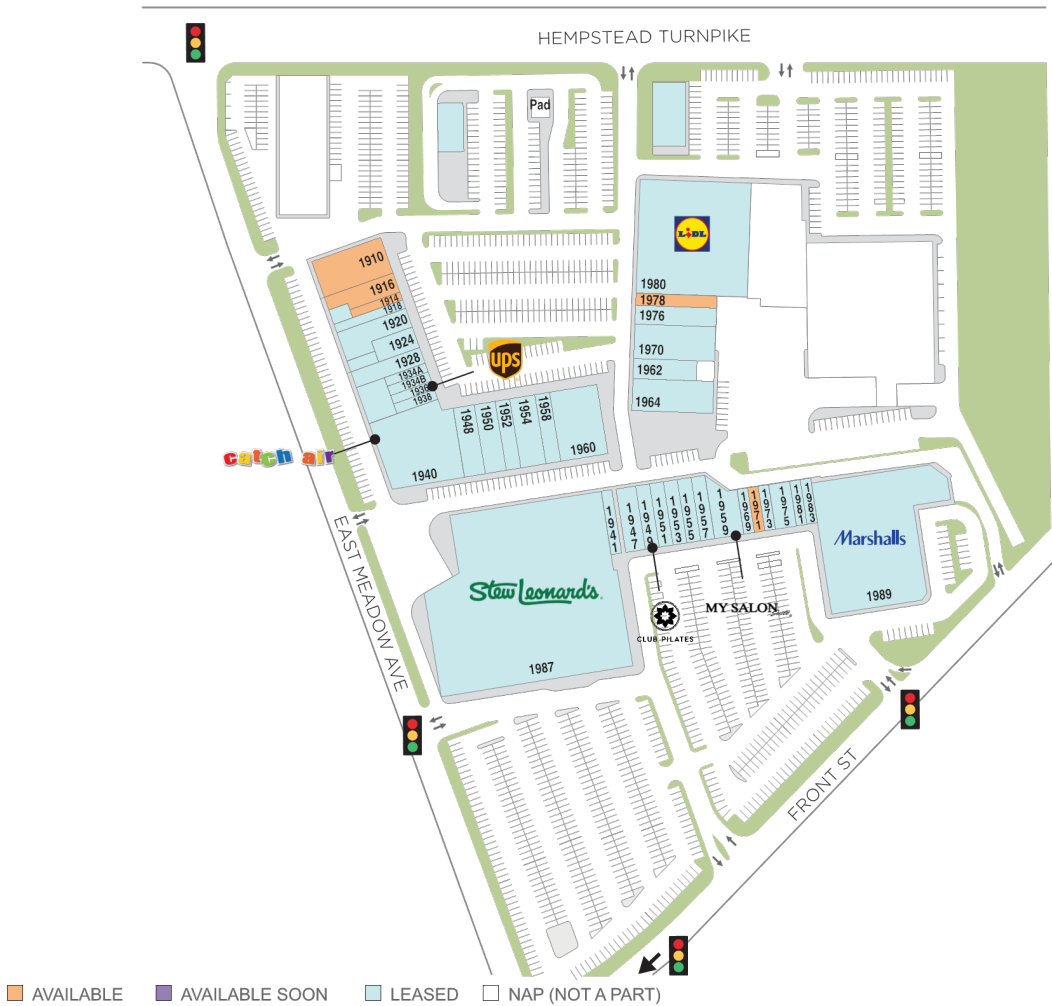 HEMPSTEAD TURNPIKE
Pad
LiDL
1980
1978
1976
1970
1962
1964
1910
1916
1914
1918
1920
1924
1928
1934A
1934B
1936
1938
ups
catch air
1940
1948
1950
1952
1954
1958
1960
1941
1947
1949
1951
1953
1955
1957
1959
1969
1971
1973
1975
1981
1983
Marshalls
1989
Stew Leonard's
1987
CLUB PILATES
MY SALON
Suite
EAST MEADOW AVE
FRONT ST
AVAILABLE
AVAILABLE SOON
LEASED
NAP (NOT A PART)